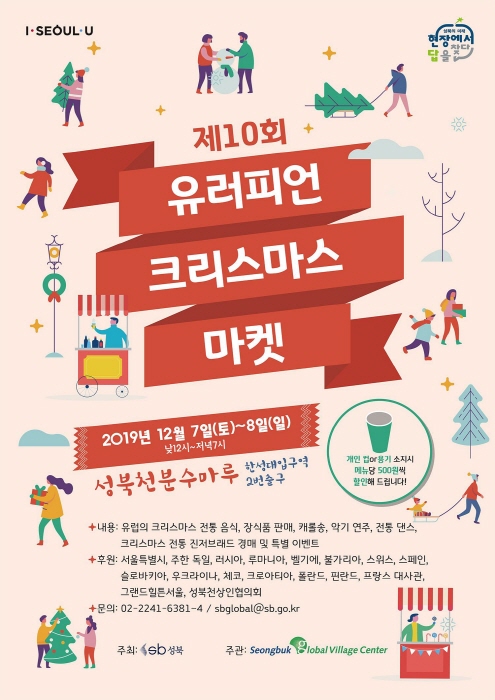 I·SEOUL·U
성북의 미래
현장에서
답을 찾다
제10회
유러피언
크리스마스
마켓
2019년 12월 7일(토)~8일(일)
낮12시~저녁7시
성북천분수마루 한성대입구역
2번출구
개인 컵or용기 소지시
메뉴당 500원씩
할인해 드립니다!
내용: 유럽의 크리스마스 전통 음식, 장식품 판매, 캐롤송, 악기 연주, 전통 댄스,
크리스마스 전통 진저브래드 경매 및 특별 이벤트
후원: 서울특별시, 주한 독일, 러시아, 루마니아, 벨기에, 불가리아, 스위스, 스페인,
슬로바키아, 우크라이나, 체코, 크로아티아, 폴란드, 핀란드, 프랑스 대사관,
그랜드힐튼서울, 성북천상인협의회
문의: 02-2241-6381~4 / sbglobal@sb.go.kr
주최: sb 성북 주관: Seongbuk Global Village Center